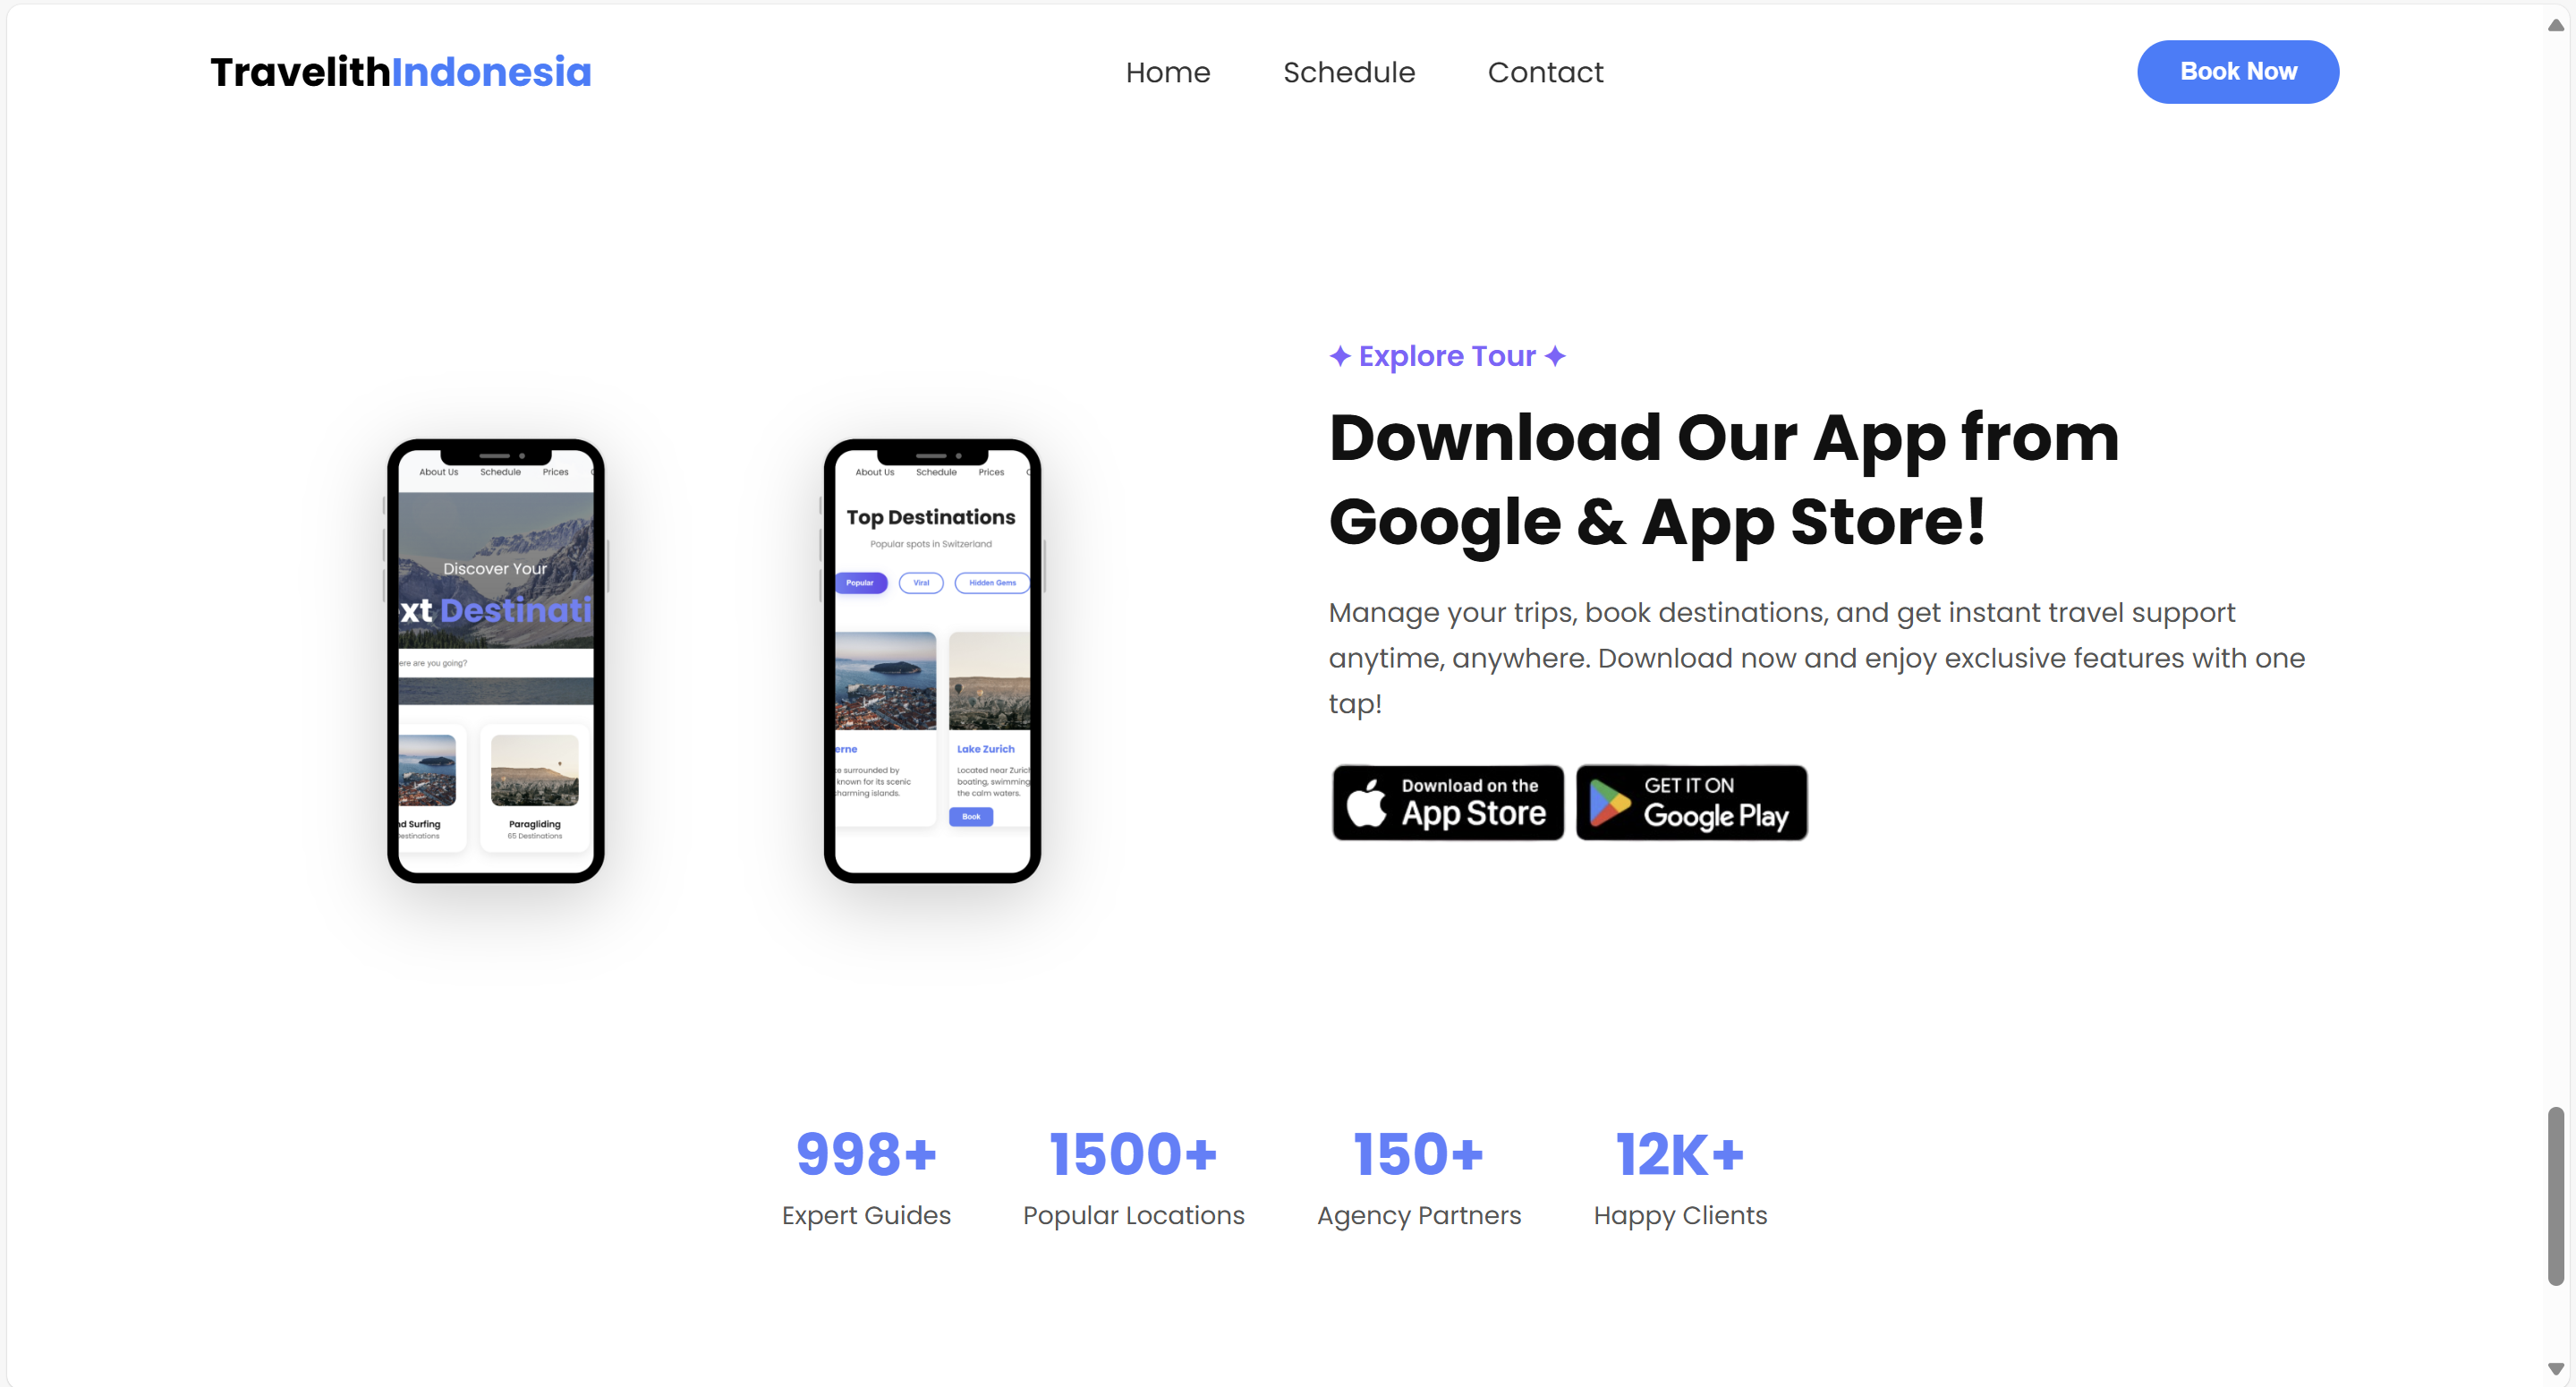 TravelithIndonesia
Home Schedule Contact
Book Now
About Us Schedule Prices
Discover Your
xt Destinati
ere are you going?
d Surfing
estinations
Paragliding
65 Destinations
About Us Schedule Prices
Top Destinations
Popular spots in Switzerland
Popular Viral Hidden Gems
erne
e surrounded by
known for its scenic
harming islands.
Lake Zurich
Located near Zurich
boating, swimming
the calm waters.
Book
✦ Explore Tour ✦
Download Our App from
Google & App Store!
Manage your trips, book destinations, and get instant travel support
anytime, anywhere. Download now and enjoy exclusive features with one
tap!
Download on the
App Store
GET IT ON
Google Play
998+ 1500+ 150+ 12K+
Expert Guides Popular Locations Agency Partners Happy Clients